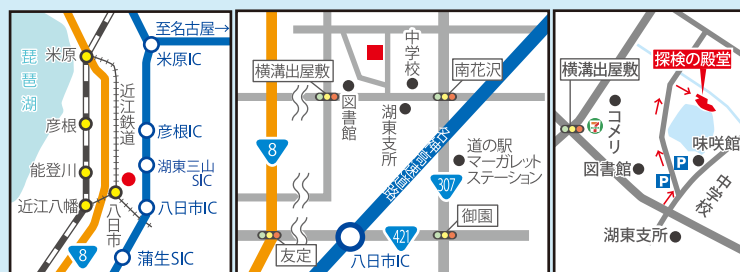 至名古屋→
琵琶湖
米原
米原IC
近江鉄道
彦根
彦根IC
能登川
湖東三山
SIC
近江八幡
八日市
八日市IC
8
蒲生SIC
中学校
横溝出屋敷
南花沢
図書館
湖東支所
名神高速道路
8
道の駅
マーガレット
ステーション
307
御園
友定
421
八日市IC
探検の殿堂
横溝出屋敷
コメリ
7
味咲館
図書館
P
P
中学校
湖東支所